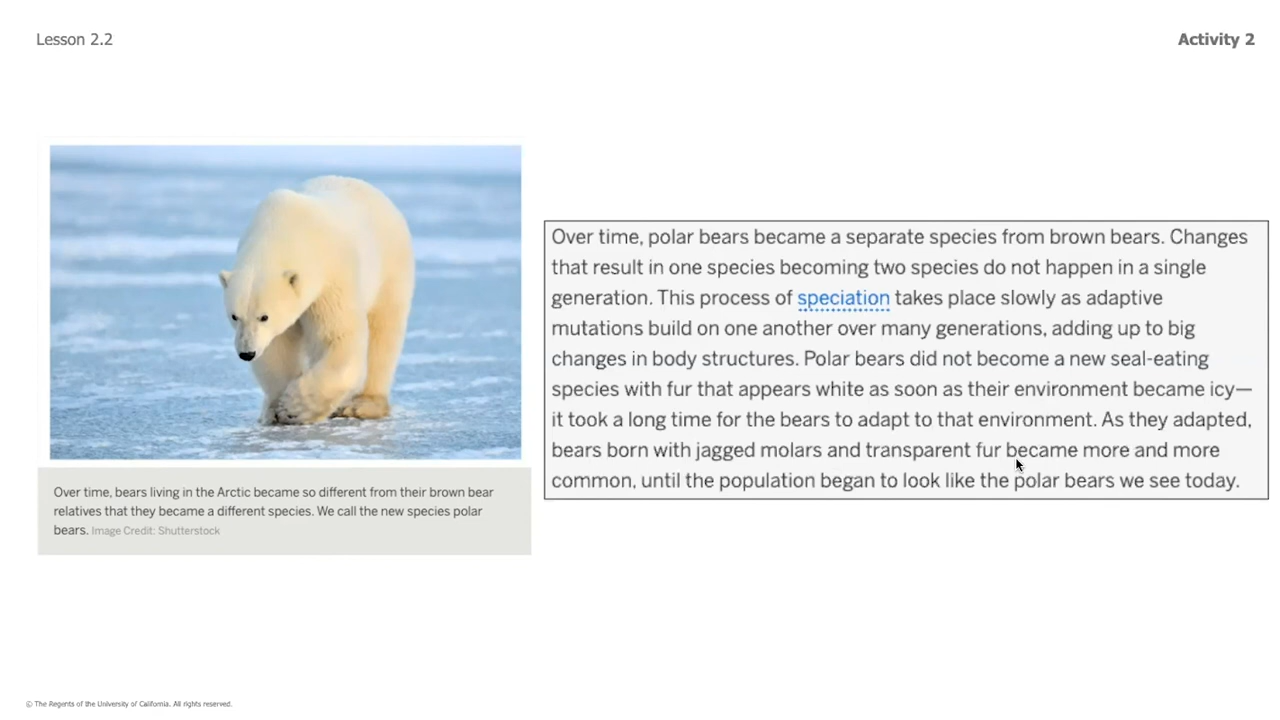 Lesson 2.2
Activity 2
Over time, polar bears became a separate species from brown bears. Changes
that result in one species becoming two species do not happen in a single
generation. This process of speciation takes place slowly as adaptive
mutations build on one another over many generations, adding up to big
changes in body structures. Polar bears did not become a new seal-eating
species with fur that appears white as soon as their environment became icy—
it took a long time for the bears to adapt to that environment. As they adapted,
bears born with jagged molars and transparent fur became more and more
common, until the population began to look like the polar bears we see today.
Over time, bears living in the Arctic became so different from their brown bear
relatives that they became a different species. We call the new species polar
bears. Image Credit: Shutterstock
© The Regents of the University of California. All rights reserved.